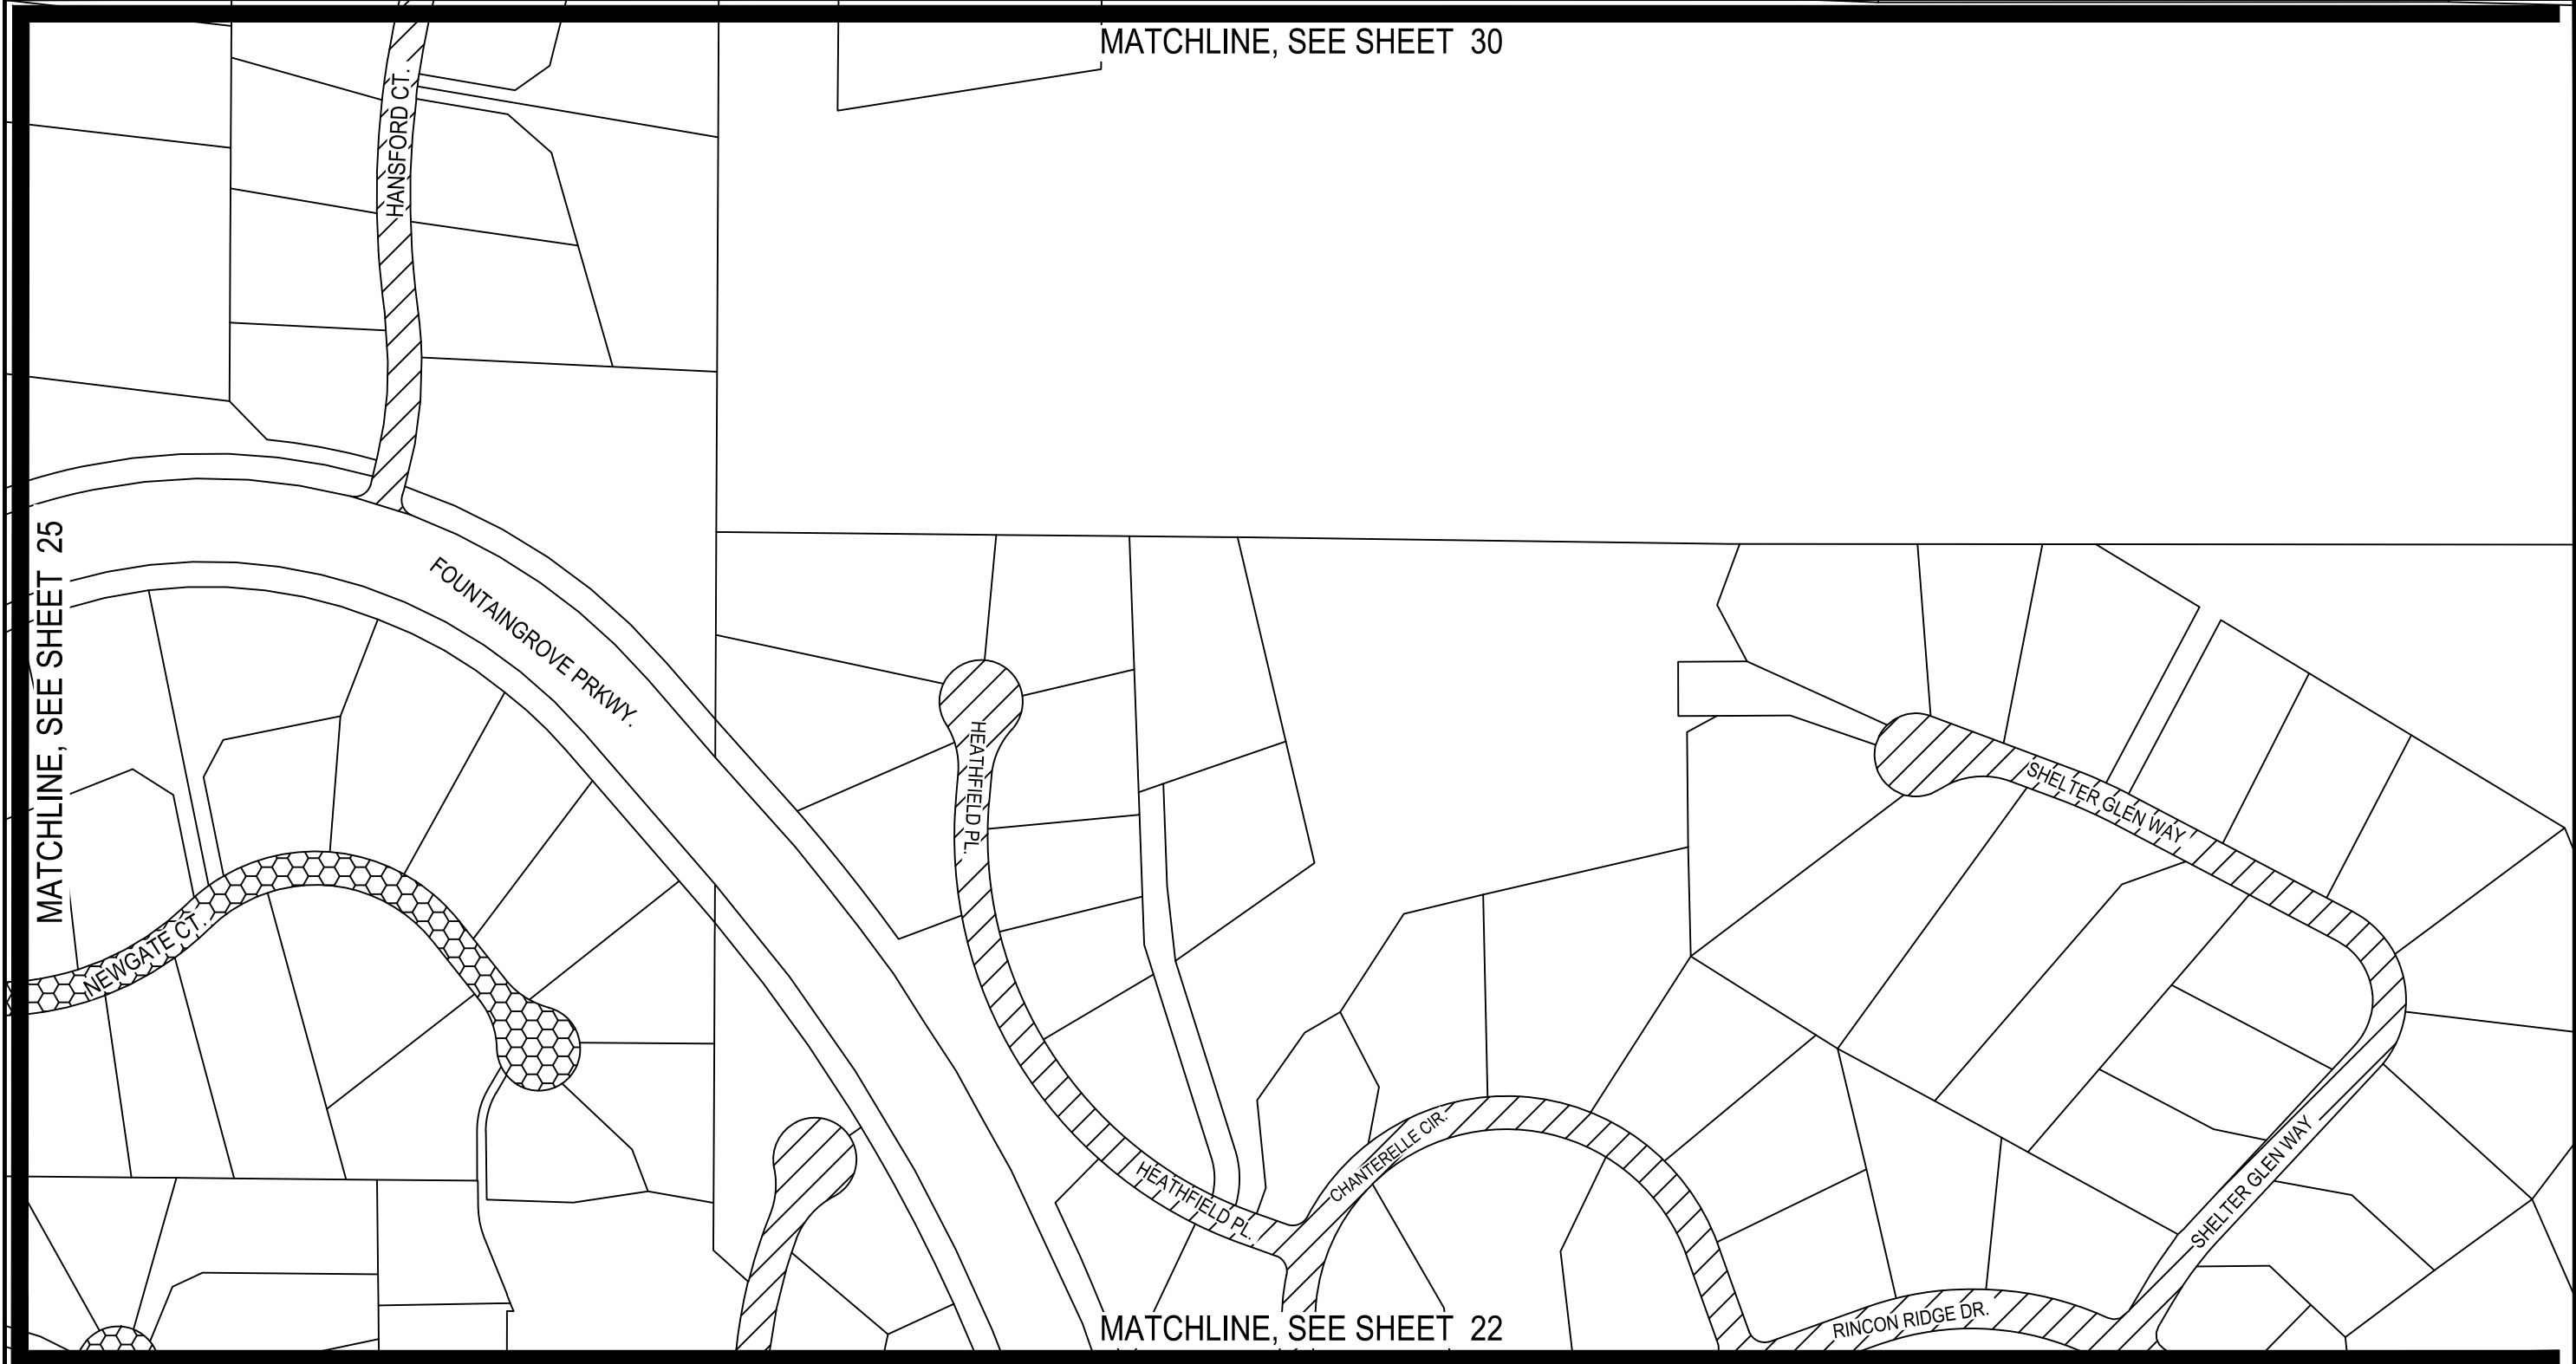 MATCHLINE, SEE SHEET 30
HANSFORD CT.
MATCHLINE, SEE SHEET 25
FOUNTAINGROVE PRKWY.
HEATHFIELD PL.
SHELTER GLEN WAY
NEWGATE CT.
CHANTERELLE CIR.
HEATHFIELD PL.
SHELTER GLEN WAY
RINCON RIDGE DR.
MATCHLINE, SEE SHEET 22